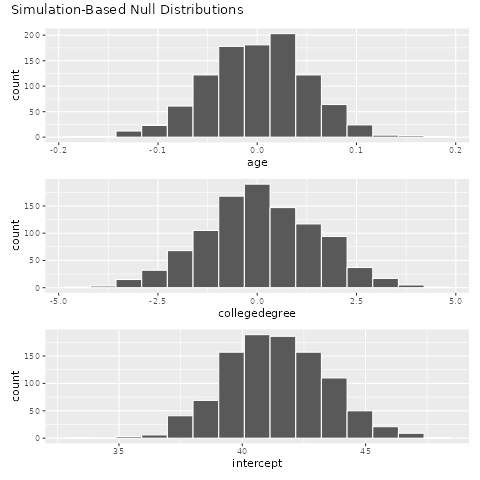 Simulation-Based Null Distributions
200
150
100
50
0
count
-0.2 -0.1 0.0 0.1 0.2
age
150
100
50
0
count
-5.0 -2.5 0.0 2.5 5.0
collegedegree
150
100
50
0
count
35 40 45
intercept